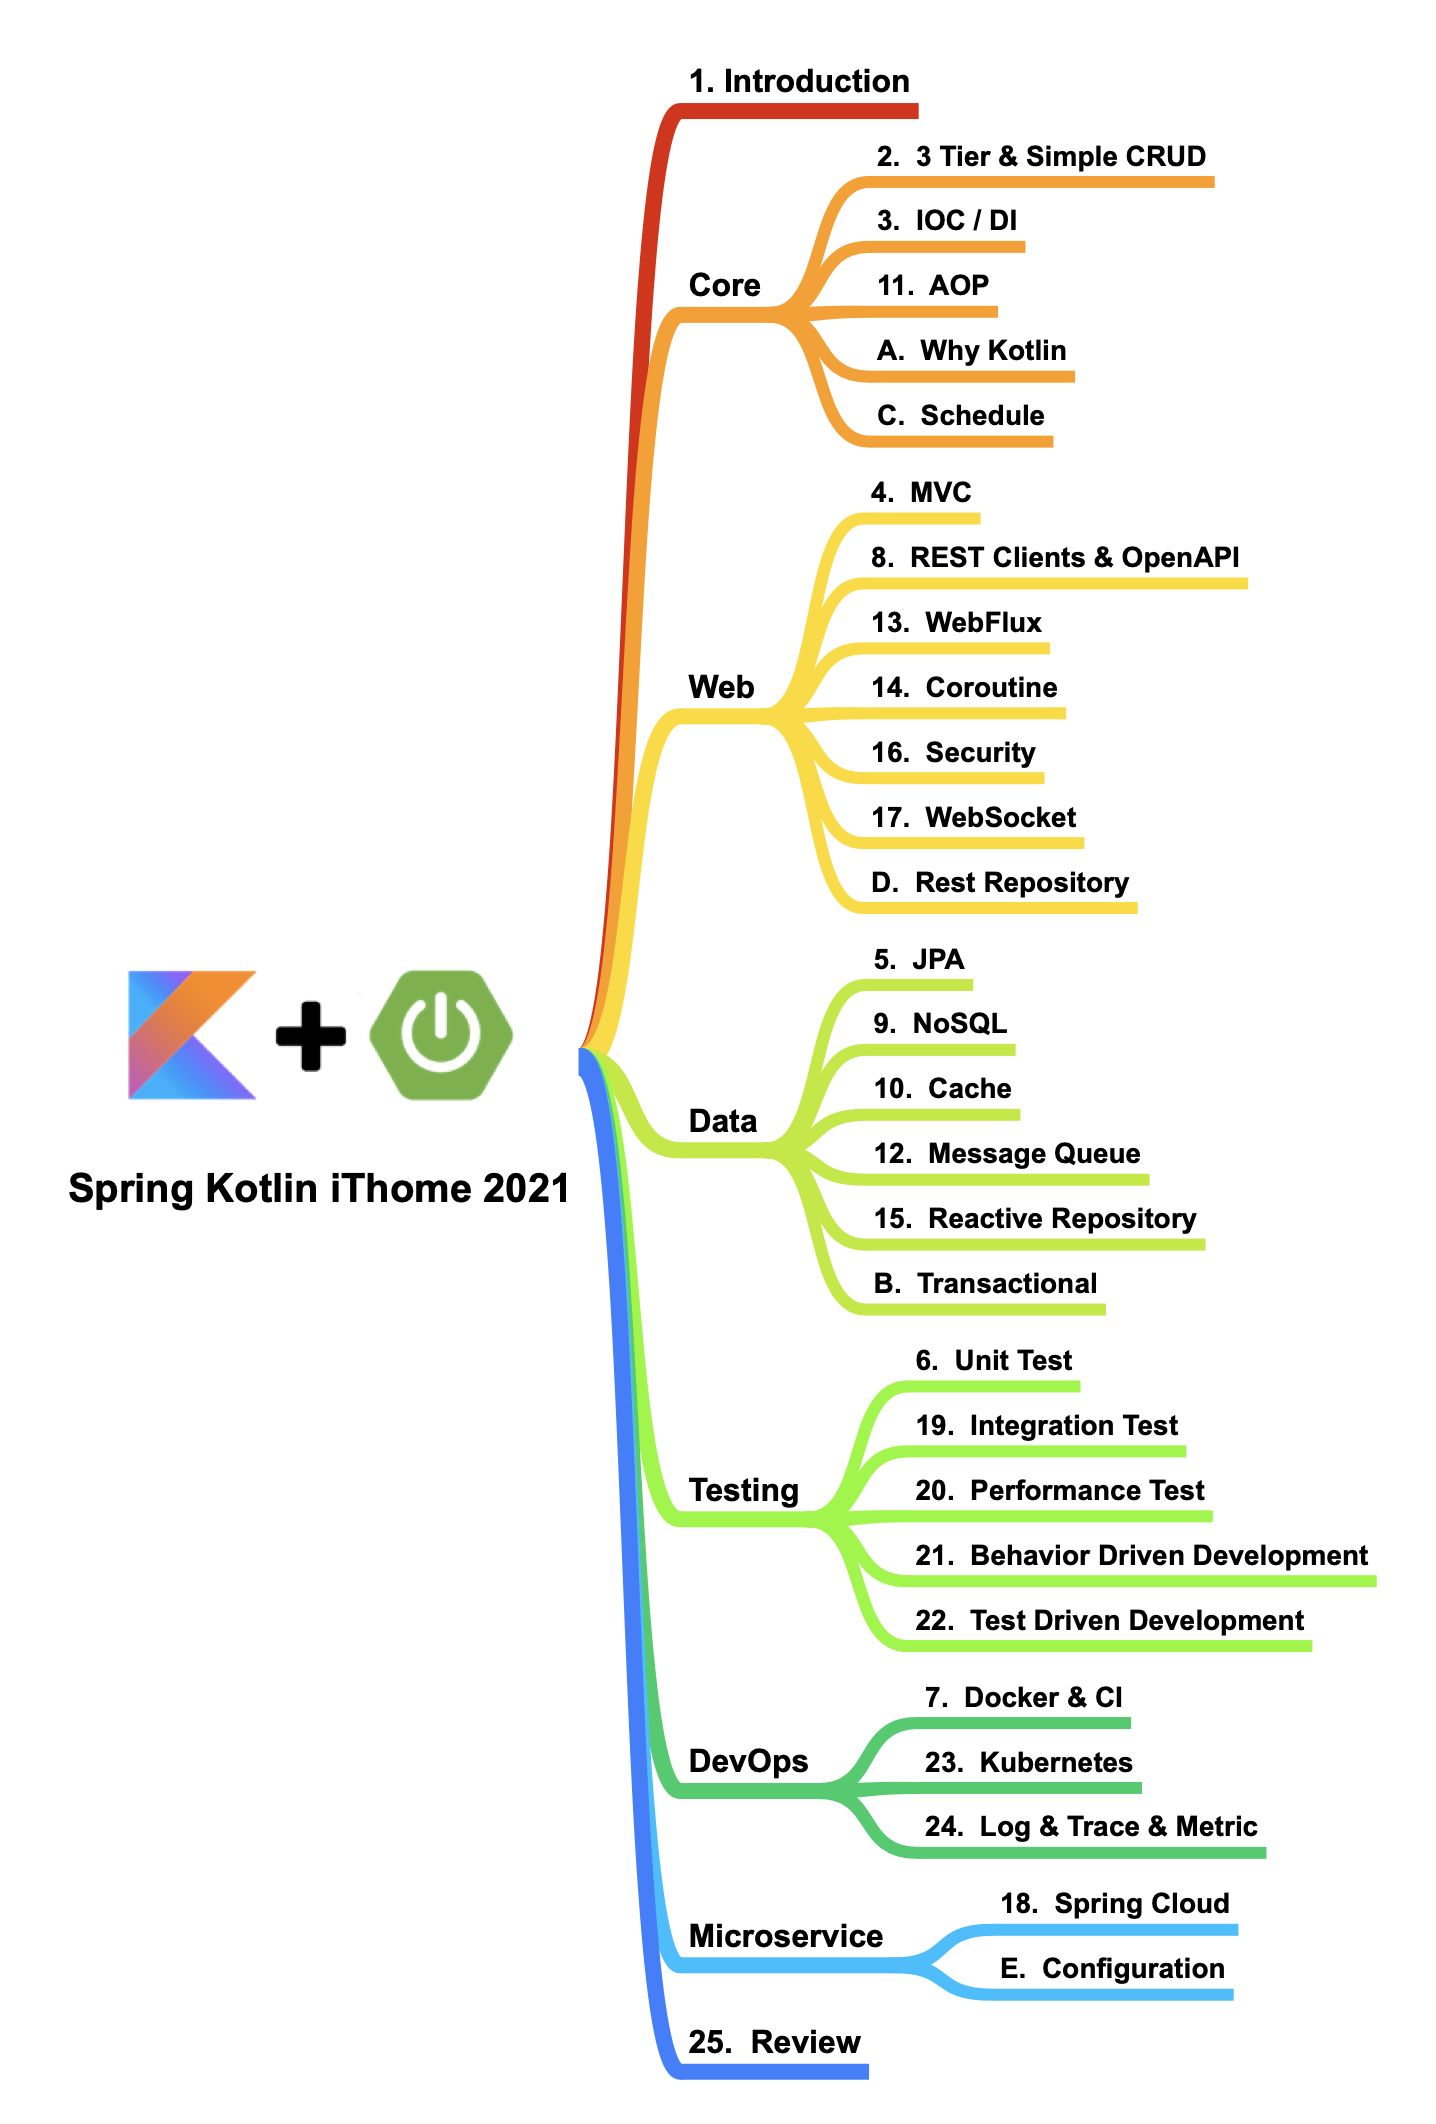 1. Introduction
Core
2. 3 Tier & Simple CRUD
3. IOC / DI
11. AOP
A. Why Kotlin
C. Schedule
Web
4. MVC
8. REST Clients & OpenAPI
13. WebFlux
14. Coroutine
16. Security
17. WebSocket
D. Rest Repository
Spring Kotlin iThome 2021
Data
5. JPA
9. NoSQL
10. Cache
12. Message Queue
15. Reactive Repository
B. Transactional
Testing
6. Unit Test
19. Integration Test
20. Performance Test
21. Behavior Driven Development
22. Test Driven Development
DevOps
7. Docker & CI
23. Kubernetes
24. Log & Trace & Metric
Microservice
18. Spring Cloud
E. Configuration
25. Review